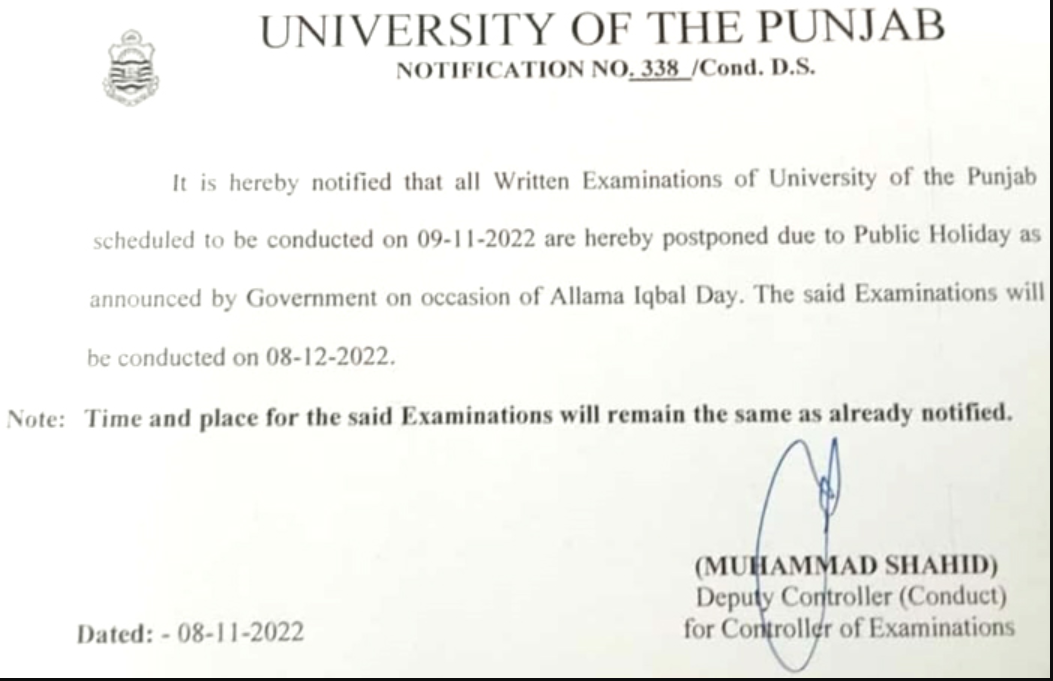 UNIVERSITY OF THE PUNJAB
NOTIFICATION NO. 338 /Cond. D.S.
It is hereby notified that all Written Examinations of University of the Punjab
scheduled to be conducted on 09-11-2022 are hereby postponed due to Public Holiday as
announced by Government on occasion of Allama Iqbal Day. The said Examinations will
be conducted on 08-12-2022.
Note: Time and place for the said Examinations will remain the same as already notified.
(MUHAMMAD SHAHID)
Deputy Controller (Conduct)
for Controller of Examinations
Dated: - 08-11-2022